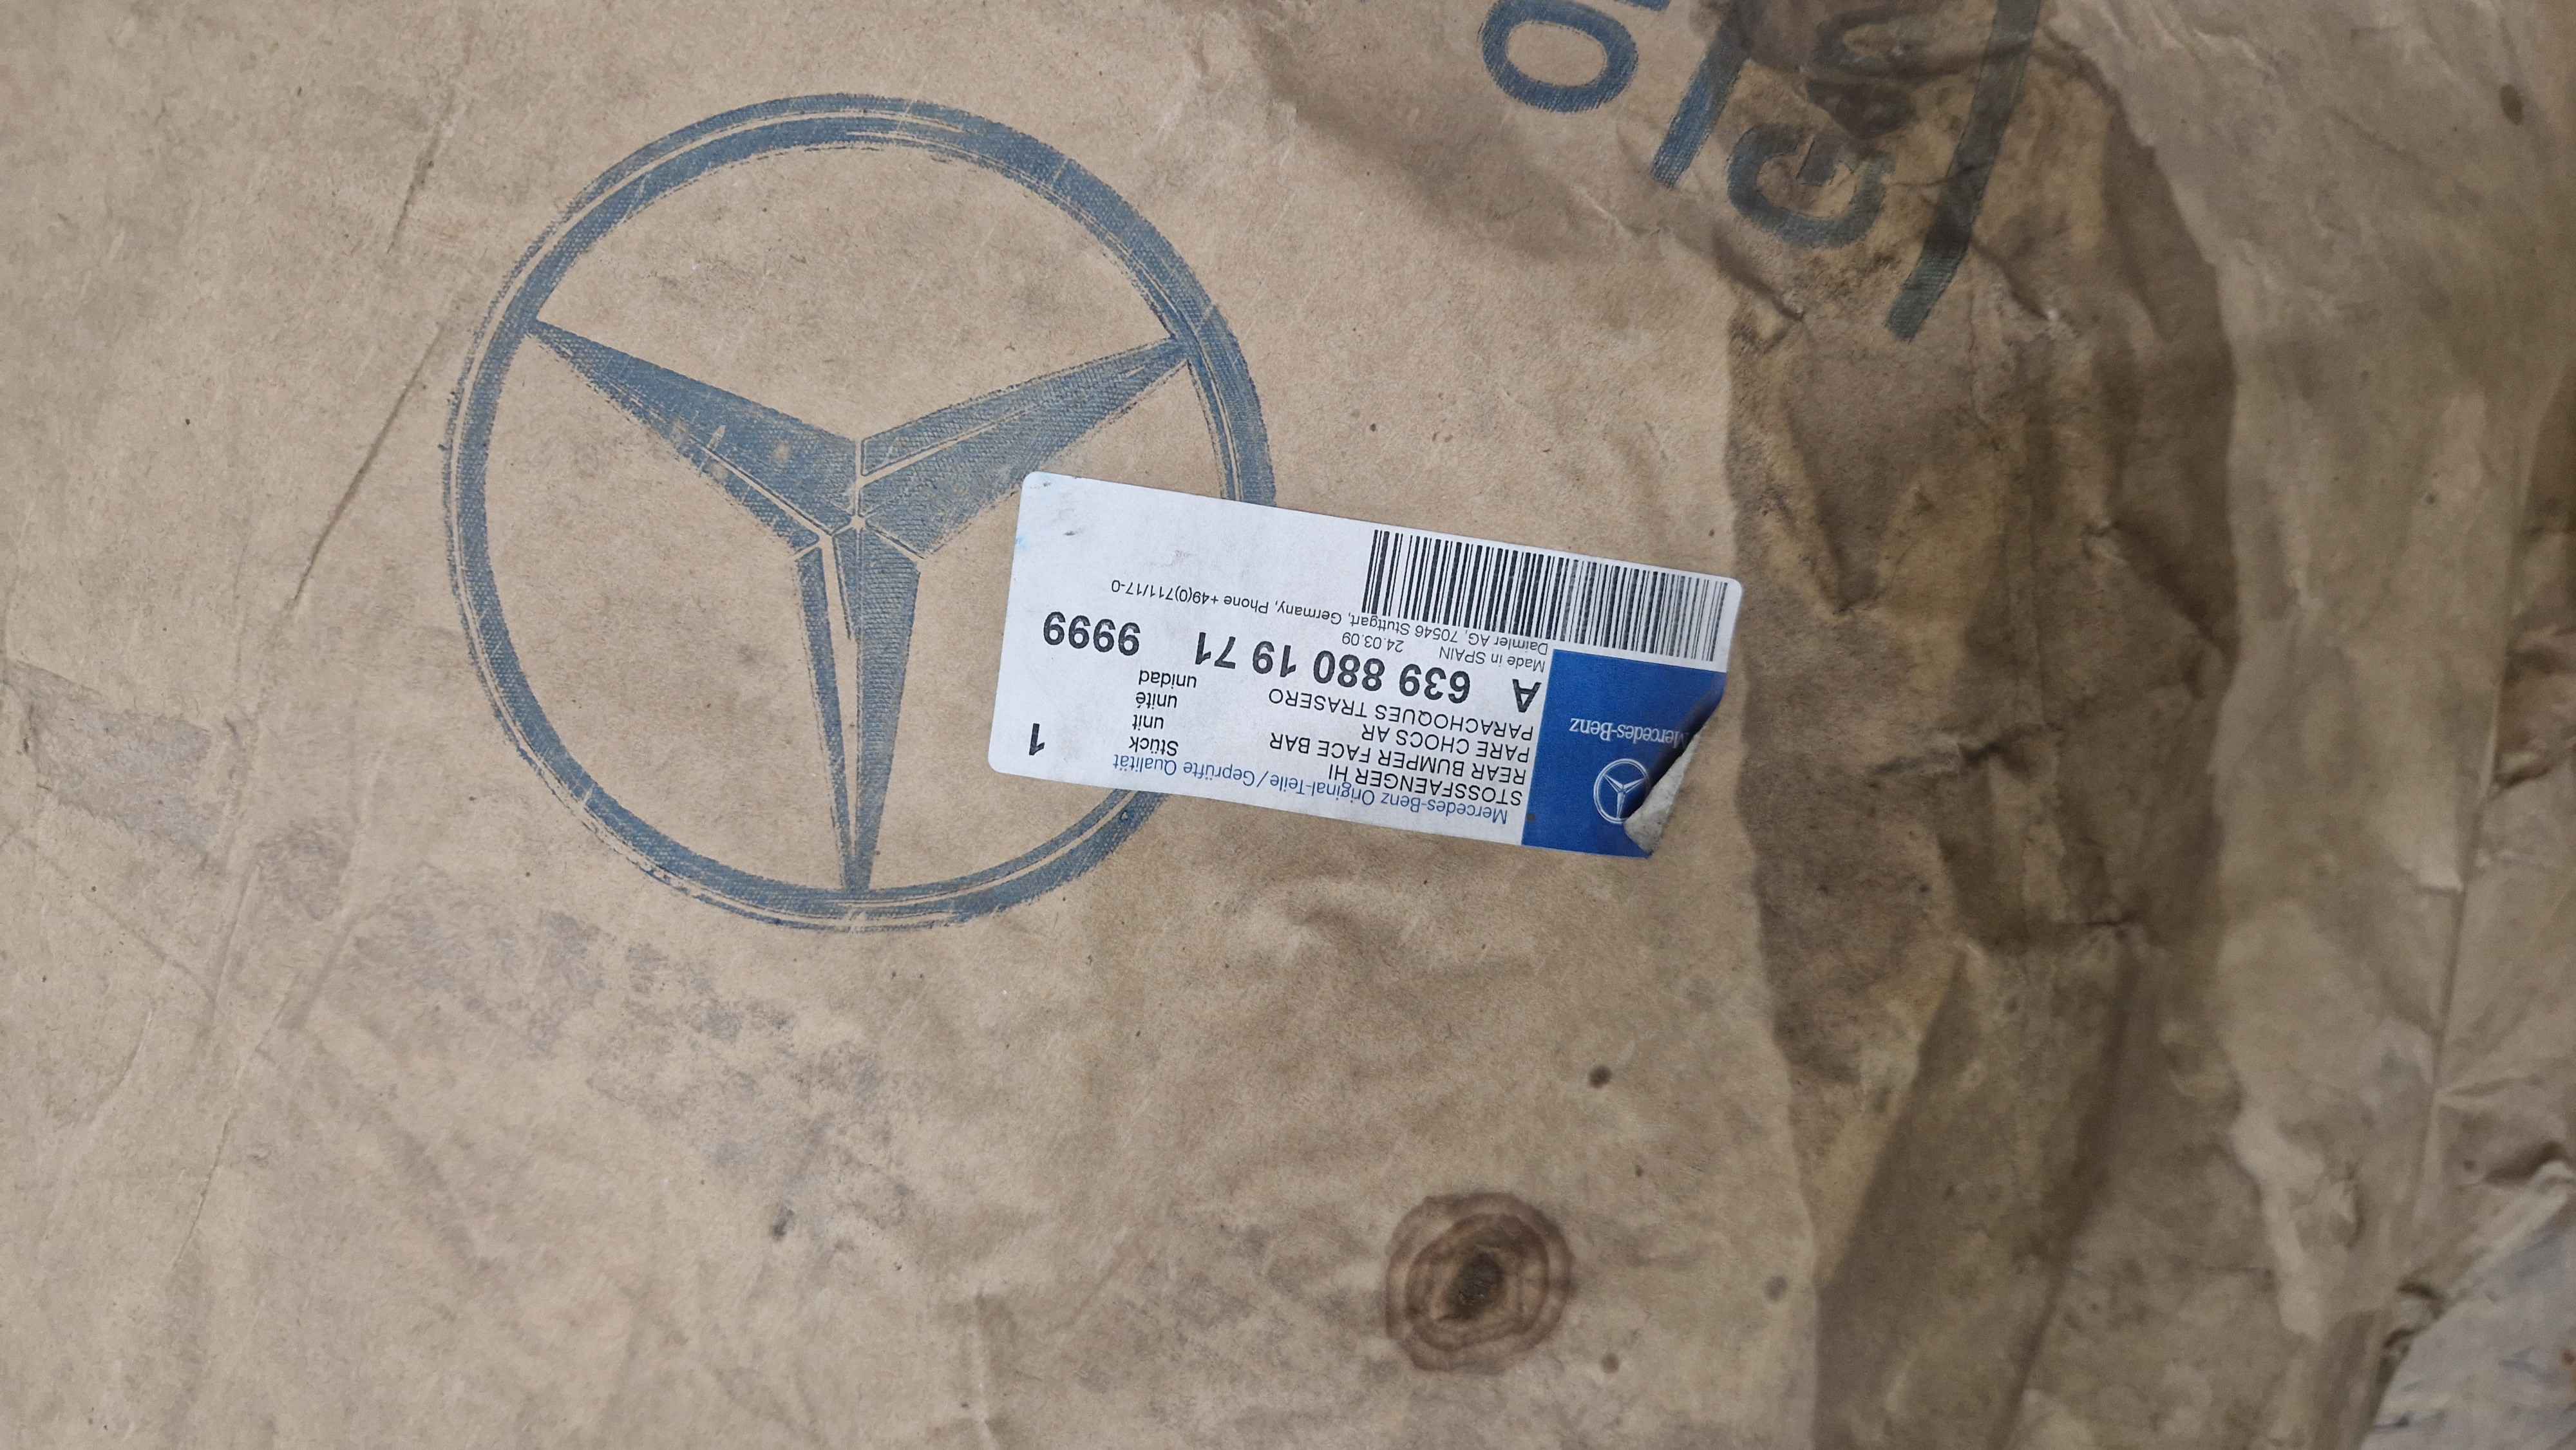 Mercedes-Benz
Mercedes-Benz Original-Teile / Geprüfte Qualität
STOSSFAENGER HI Stück 1
REAR BUMPER FACE BAR unit
PARE CHOCS AR unité
PARACHOQUES TRASERO unidad
A 639 880 19 71 9999
Made in SPAIN 24.03.09
Daimler AG, 70546 Stuttgart, Germany, Phone +49(0)711/17-0